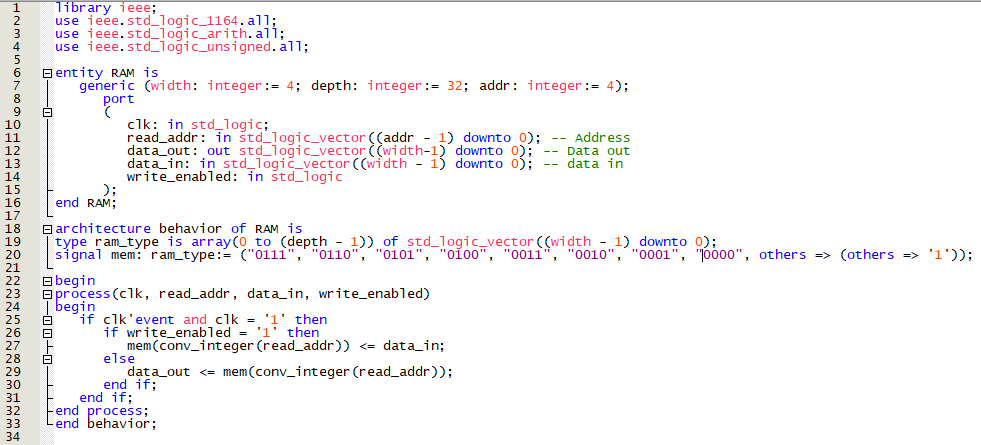 1 library ieee;
2 use ieee.std_logic_1164.all;
3 use ieee.std_logic_arith.all;
4 use ieee.std_logic_unsigned.all;
5
6 entity RAM is
7 generic (width: integer:= 4; depth: integer:= 32; addr: integer:= 4);
8 port
9 (
10 clk: in std_logic;
11 read_addr: in std_logic_vector((addr - 1) downto 0); -- Address
12 data_out: out std_logic_vector((width-1) downto 0); -- Data out
13 data_in: in std_logic_vector((width - 1) downto 0); -- data in
14 write_enabled: in std_logic
15 );
16 end RAM;
17
18 architecture behavior of RAM is
19 type ram_type is array(0 to (depth - 1)) of std_logic_vector((width - 1) downto 0);
20 signal mem: ram_type:= ("0111", "0110", "0101", "0100", "0011", "0010", "0001", "0000", others => (others => '1'));
21
22 begin
23 process(clk, read_addr, data_in, write_enabled)
24 begin
25 if clk'event and clk = '1' then
26 if write_enabled = '1' then
27 mem(conv_integer(read_addr)) <= data_in;
28 else
29 data_out <= mem(conv_integer(read_addr));
30 end if;
31 end if;
32 end process;
33 end behavior;
34